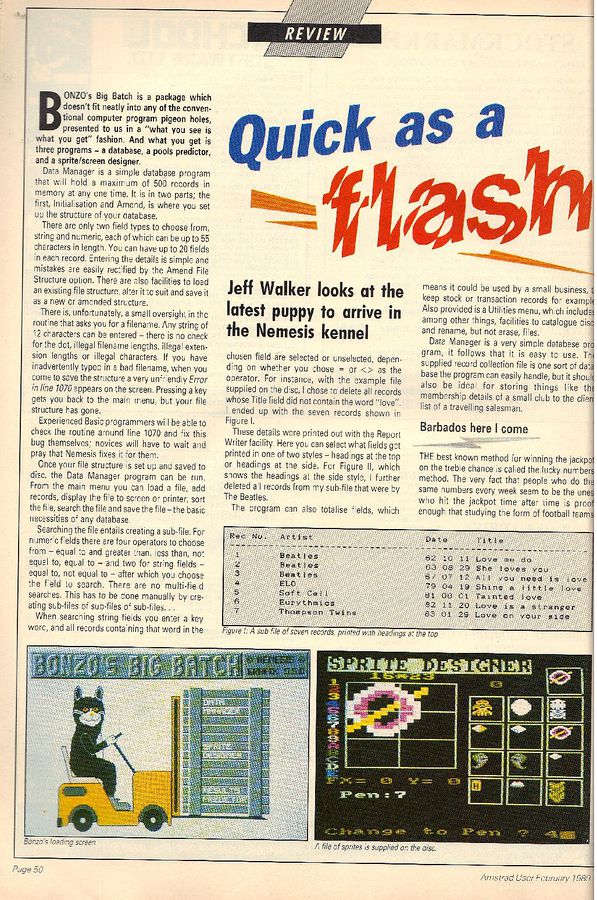 REVIEW
Quick as a
flash
Jeff Walker looks at the
latest puppy to arrive in
the Nemesis kennel
BONZO's Big Batch is a package which
doesn't fit neatly into any of the conven-
tional computer program pigeon holes,
presented to us in a "what you see is
what you get" fashion. And what you get is
three programs – a database, a pools predictor,
and a sprite/screen designer.
Data Manager is a simple database program
that will hold a maximum of 500 records in
memory at any one time. It is in two parts; the
first, Initialisation and Amend, is where you set
up the structure of your database.
There are only two field types to choose from,
string and numeric, each of which can be up to 55
characters in length. You can have up to 20 fields
in each record. Entering the details is simple and
mistakes are easily rectified by the Amend File
Structure option. There are also facilities to load
an existing file structure, alter it to suit and save it
as a new or amended structure.
There is, unfortunately, a small oversight in the
routine that asks you for a filename. Any string of
12 characters can be entered – there is no check
for the dot, illegal filename lengths, illegal exten-
sion lengths or illegal characters. If you have
inadvertently typed in a bad filename, when you
come to save the structure a very unfriendly Error
in line 1070 appears on the screen. Pressing a key
gets you back to the main menu, but your file
structure has gone.
Experienced Basic programmers will be able to
check the routine around line 1070 and fix this
bug themselves; novices will have to wait and
pray that Nemesis fixes it for them.
Once your file structure is set up and saved to
disc, the Data Manager program can be run.
From the main menu you can load a file, add
records, display the file to screen or printer, sort
the file, search the file and save the file – the basic
necessities of any database.
Searching the file entails creating a sub-file. For
numeric fields there are four operators to choose
from – equal to and greater than, less than, not
equal to, equal to – and two for string fields –
equal to, not equal to – after which you choose
the field to search. There are no multi-field
searches. This has to be done manually by cre-
ating sub-files of sub-files of sub-files. . .
When searching string fields you enter a key
word, and all records containing that word in the
chosen field are selected or unselected, depen-
ding on whether you chose = or <> as the
operator. For instance, with the example file
supplied on the disc, I chose to delete all records
whose Title field did not contain the word "love".
I ended up with the seven records shown in
Figure I.
These details were printed out with the Report
Writer facility. Here you can select what fields get
printed in one of two styles – headings at the top
or headings at the side. For Figure II, which
shows the headings at the side style, I further
deleted all records from my sub-file that were by
The Beatles.
The program can also totalise fields, which
means it could be used by a small business,
keep stock or transaction records for example
Also provided is a Utilities menu, which includes
among other things, facilities to catalogue disc
and rename, but not erase, files.
Data Manager is a very simple database pro
gram, it follows that it is easy to use. The
supplied record collection file is one sort of data
base the program can easily handle, but it should
also be ideal for storing things like the
membership details of a small club to the clien
list of a travelling salesman.
Barbados here I come
THE best known method for winning the jackpot
on the treble chance is called the lucky numbers
method. The very fact that people who do the
same numbers every week seem to be the ones
who hit the jackpot time after time is proof
enough that studying the form of football teams
Rec No. Artist Date Title
1 Beatles 62 10 11 Love me do
2 Beatles 63 08 29 She loves you
3 Beatles 67 07 12 All you need is love
4 ELO 79 04 19 Shine a little love
5 Soft Cell 81 08 01 Tainted love
6 Eurythmics 82 11 20 Love is a stranger
7 Thompson Twins 83 01 29 Love on your side
Figure I: A sub file of seven records, printed with headings at the top
BONZO'S BIG BATCH
DATA
SPRITE
Bonzo's loading screen
SPRITE DESIGNER
15*23
0
FX= 0 Y= 0
Pen:?
Change to Pen ? 4
A file of sprites is supplied on the disc.
Page 50
Amstrad User February 1989